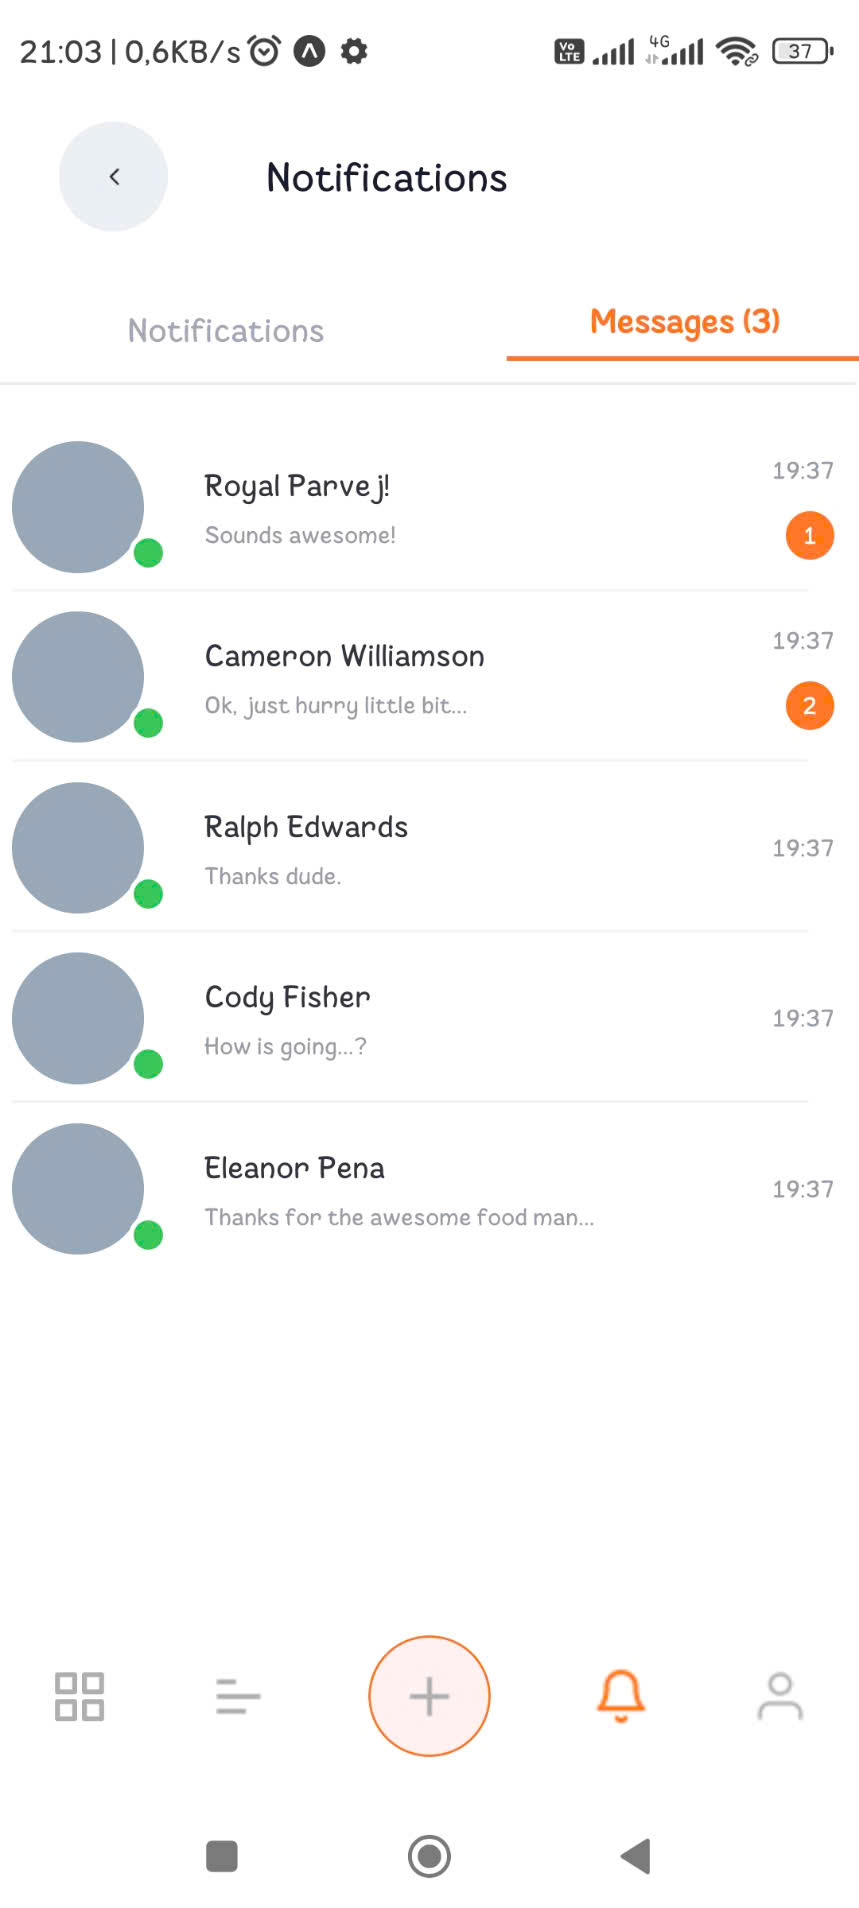 21:03 | 0,6KB/s
Vo LTE 4G 37
Notifications
Notifications
Messages (3)
Royal Parvej!
19:37
Sounds awesome!
1
Cameron Williamson
19:37
Ok, just hurry little bit...
2
Ralph Edwards
19:37
Thanks dude.
Cody Fisher
19:37
How is going...?
Eleanor Pena
19:37
Thanks for the awesome food man...